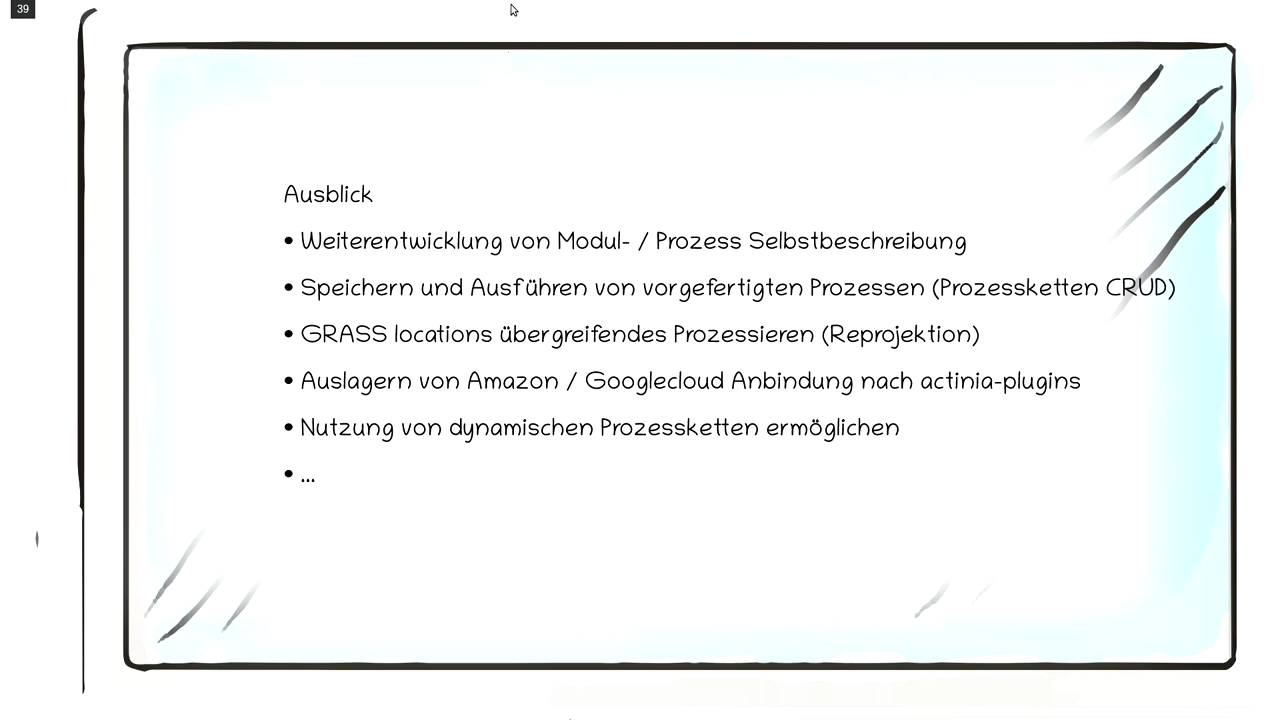 39
Ausblick
• Weiterentwicklung von Modul- / Prozess Selbstbeschreibung
• Speichern und Ausführen von vorgefertigten Prozessen (Prozessketten CRUD)
• GRASS locations übergreifendes Prozessieren (Reprojektion)
• Auslagern von Amazon / Googlecloud Anbindung nach actinia-plugins
• Nutzung von dynamischen Prozessketten ermöglichen
• ...